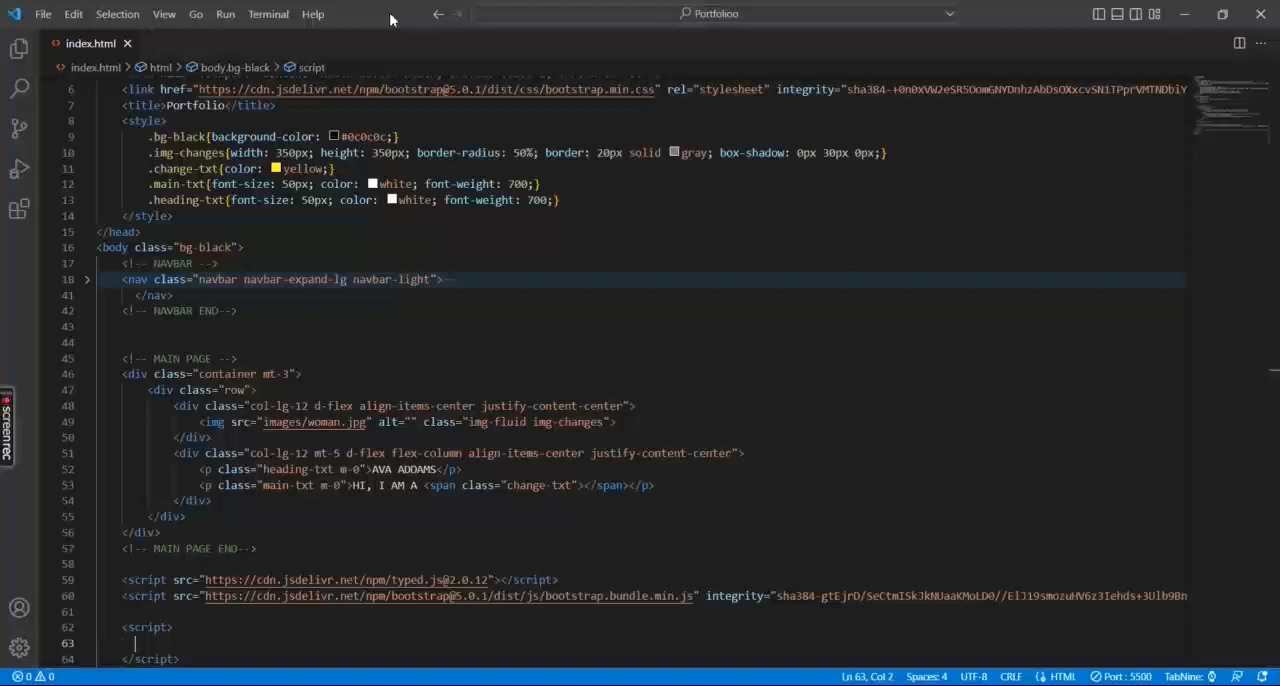 File Edit Selection View Go Run Terminal Help
Portfolioo
index.html
index.html > html > body.bg-black > script
6 <link href="https://cdn.jsdelivr.net/npm/bootstrap@5.0.1/dist/css/bootstrap.min.css" rel="stylesheet" integrity="sha384-+0n0xVW2eSR5OomGNYDnhzAbDsOXxcvSN1TPprVMTNDbiY
7 <title>Portfolio</title>
8 <style>
9 .bg-black{background-color: #0c0c0c;}
10 .img-changes{width: 350px; height: 350px; border-radius: 50%; border: 20px solid gray; box-shadow: 0px 30px 0px;}
11 .change-txt{color: yellow;}
12 .main-txt{font-size: 50px; color: white; font-weight: 700;}
13 .heading-txt{font-size: 50px; color: white; font-weight: 700;}
14 </style>
15 </head>
16 <body class="bg-black">
17 <!-- NAVBAR -->
18 <nav class="navbar navbar-expand-lg navbar-light">
41 </nav>
42 <!-- NAVBAR END-->
43
44
45 <!-- MAIN PAGE -->
46 <div class="container mt-3">
47 <div class="row">
48 <div class="col-lg-12 d-flex align-items-center justify-content-center">
49 <img src="images/woman.jpg" alt="" class="img-fluid img-changes">
50 </div>
51 <div class="col-lg-12 mt-5 d-flex flex-column align-items-center justify-content-center">
52 <p class="heading-txt m-0">AVA ADDAMS</p>
53 <p class="main-txt m-0">HI, I AM A <span class="change-txt"></span></p>
54 </div>
55 </div>
56 </div>
57 <!-- MAIN PAGE END-->
58
59 <script src="https://cdn.jsdelivr.net/npm/typed.js@2.0.12"></script>
60 <script src="https://cdn.jsdelivr.net/npm/bootstrap@5.0.1/dist/js/bootstrap.bundle.min.js" integrity="sha384-gtEjrD/SeCtmISkJkNUaaKMoLD0//ElJ19smozuHV6z3Iehds+3Ulb9Bn
61
62 <script>
63
64 </script>
screen rec
0 0 Ln 63, Col 2 Spaces: 4 UTF-8 CRLF HTML Port : 5500 TabNine: